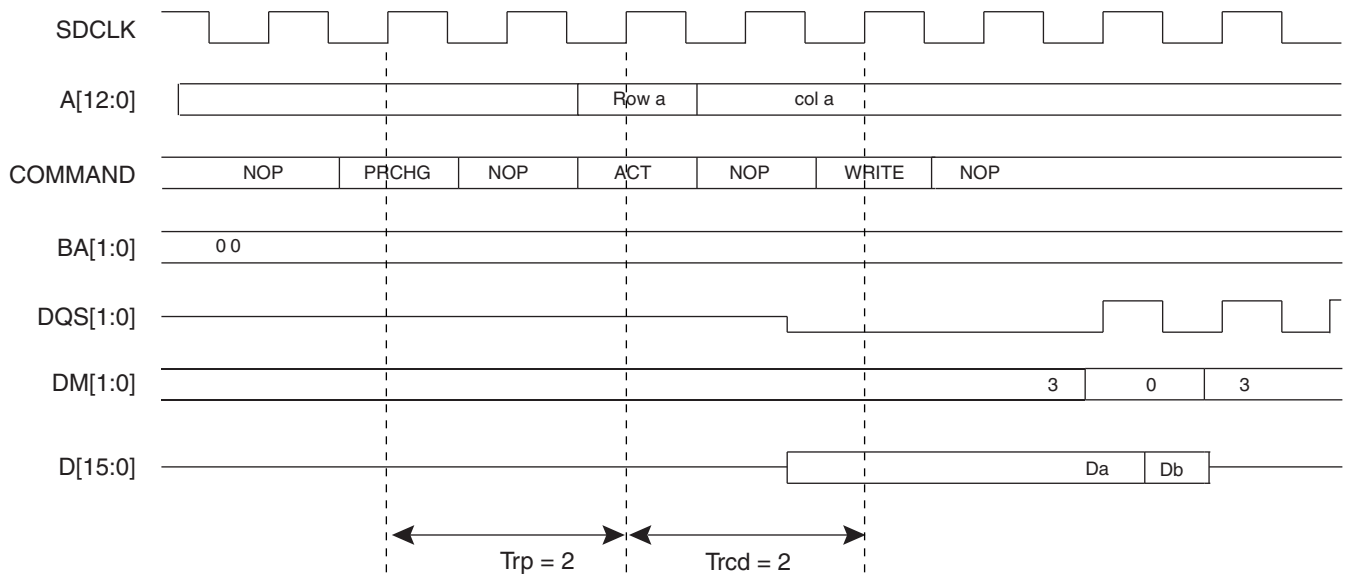 SDCLK
A[12:0] Row a col a
COMMAND NOP PRCHG NOP ACT NOP WRITE NOP
BA[1:0] 0 0
DQS[1:0]
DM[1:0] 3 0 3
D[15:0] Da Db
Trp = 2 Trcd = 2